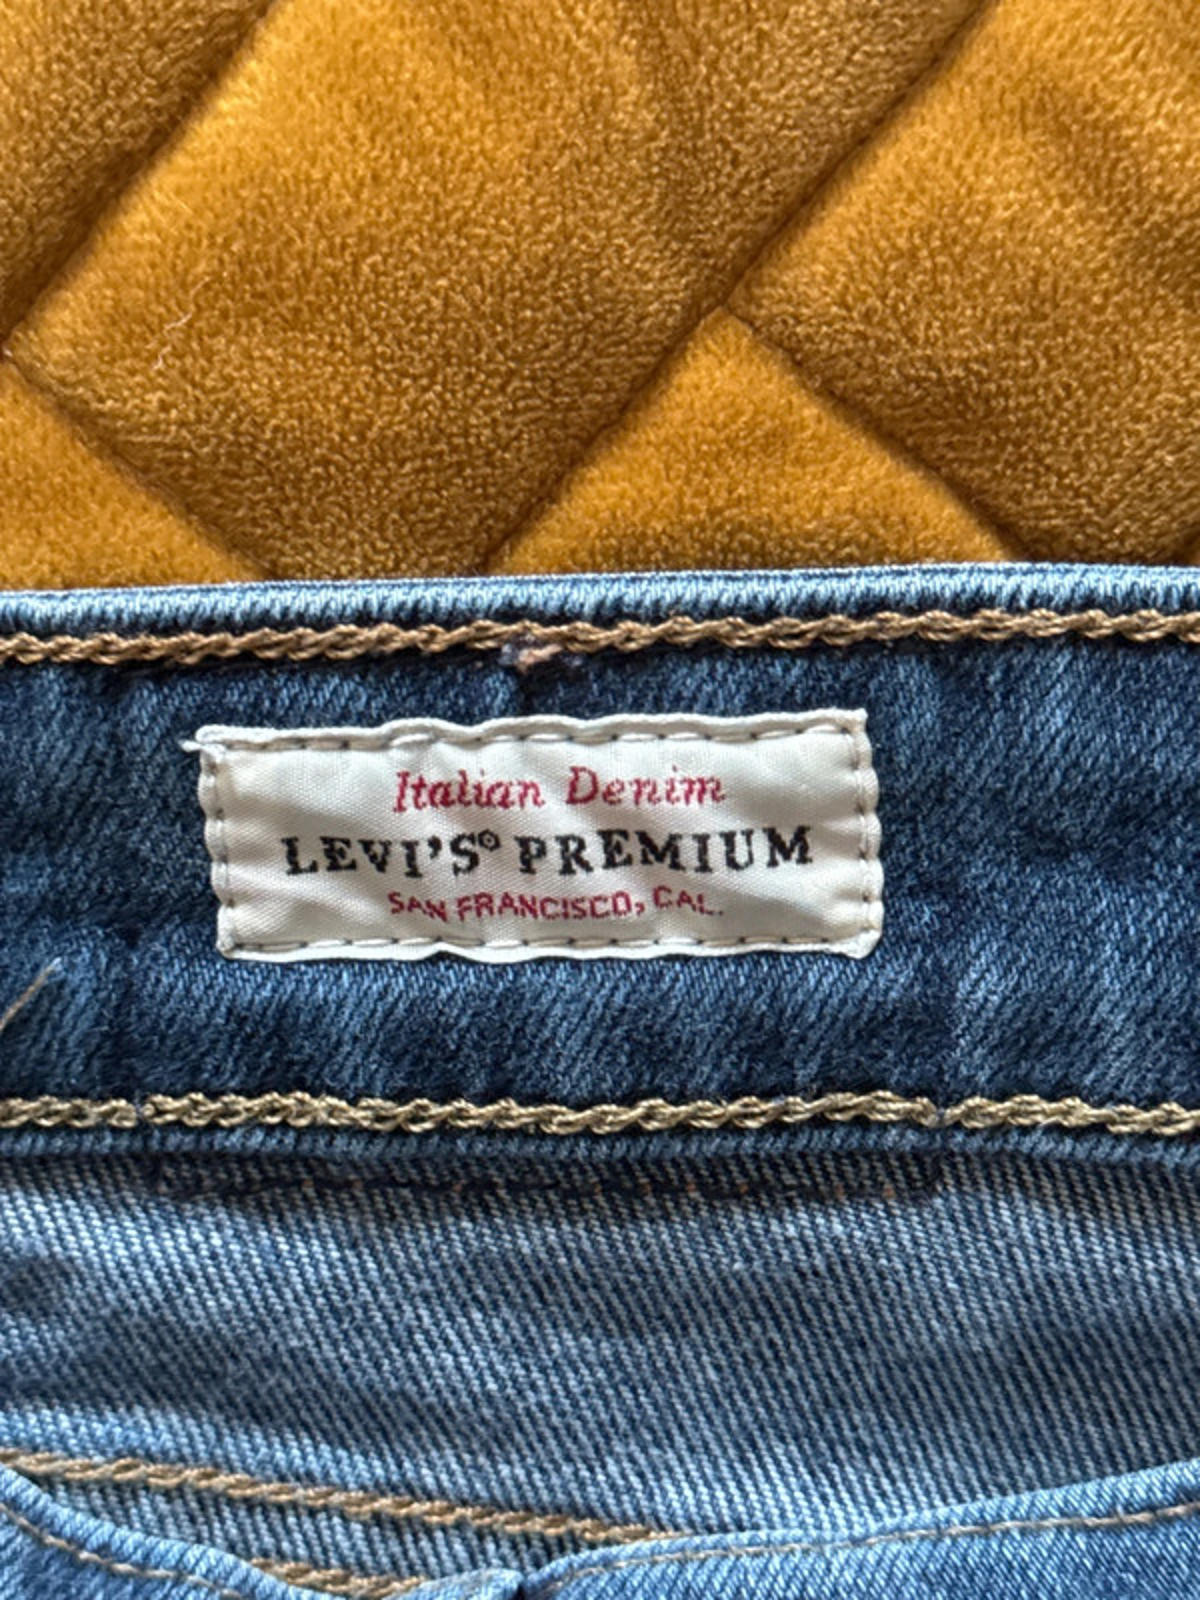 Italian Denim
LEVI'S® PREMIUM
SAN FRANCISCO, CAL.